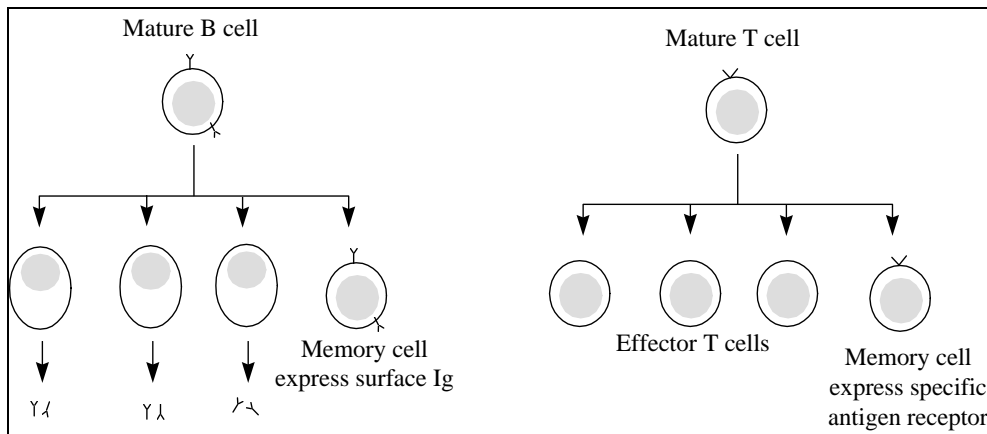 Mature B cell
Mature T cell
Memory cell
express surface Ig
Effector T cells
Memory cell
express specific
antigen receptor